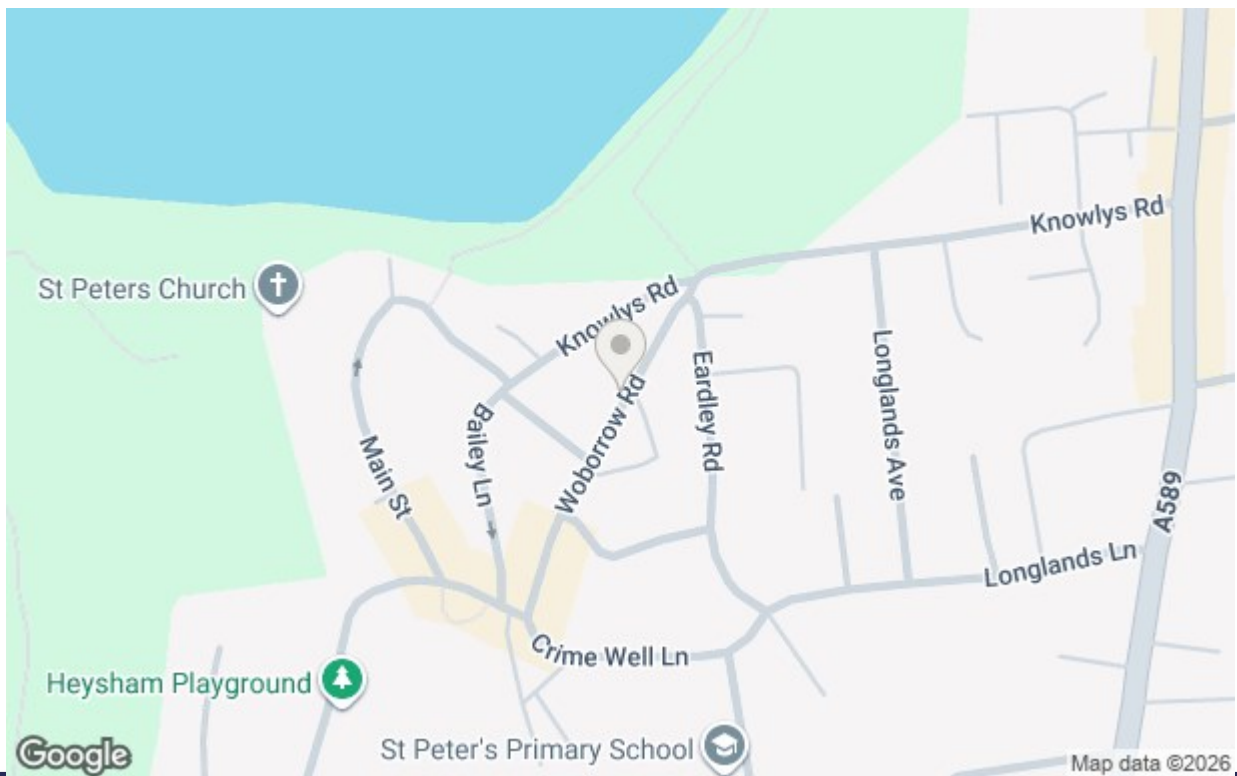 Knowlys Rd
St Peters Church
Knowlys Rd
Longlands Ave
Eardley Rd
Woborrow Rd
Bailey Ln
Main St
A589
Longlands Ln
Crime Well Ln
Heysham Playground
St Peter's Primary School
Google
Map data ©2026